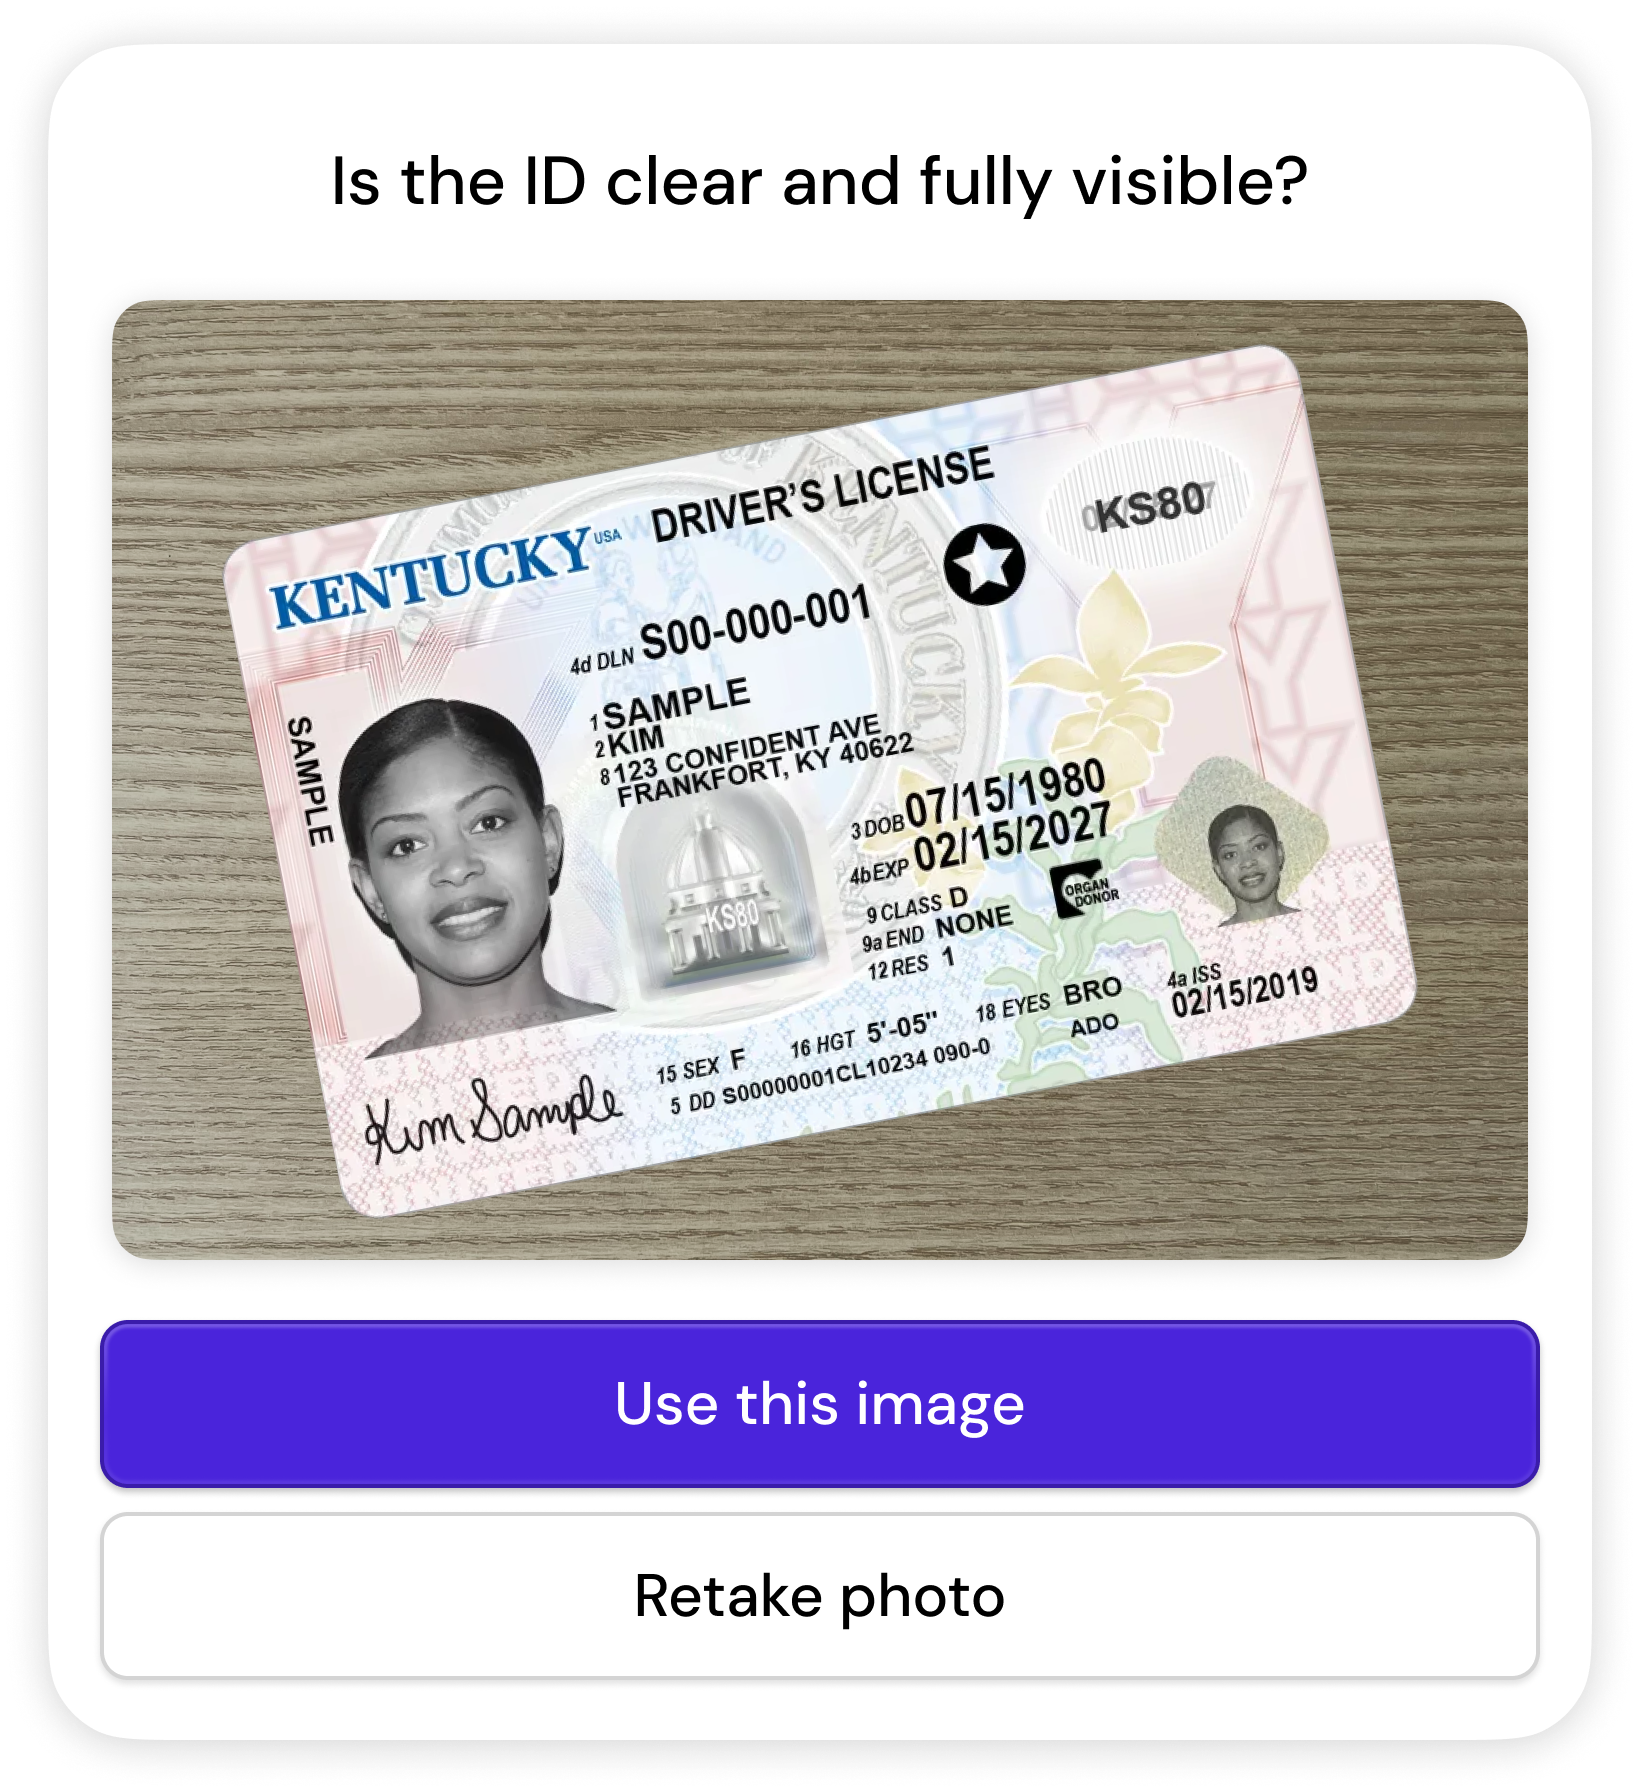 Is the ID clear and fully visible?
KENTUCKY USA DRIVER'S LICENSE
KS80
4d DLN S00-000-001
SAMPLE
1 SAMPLE
2 KIM
8 123 CONFIDENT AVE
FRANKFORT, KY 40622
3 DOB 07/15/1980
4b EXP 02/15/2027
KS80
9 CLASS D
9a END NONE
12 RES 1
ORGAN
DONOR
15 SEX F 16 HGT 5'-05" 18 EYES BRO
ADO
4a ISS
02/15/2019
5 DD S00000001CL10234 090-0
Kim Sample
Use this image
Retake photo